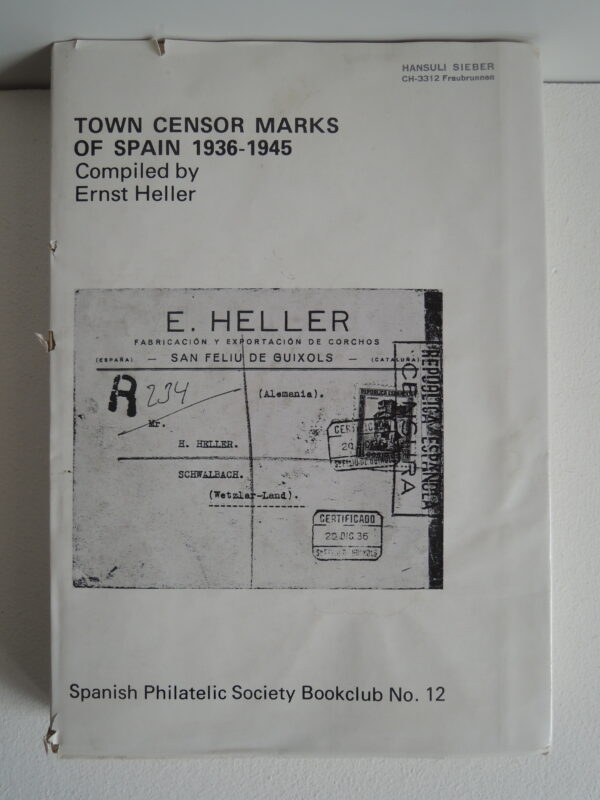 HANSULI SIEBER
CH-3312 Fraubrunnen
TOWN CENSOR MARKS
OF SPAIN 1936-1945
Compiled by
Ernst Heller
E. HELLER
FABRICACIÓN Y EXPORTACIÓN DE CORCHOS
(ESPAÑA) — SAN FELIU DE GUIXOLS — (CATALUÑA)
R 234
(Alemania).
Mr.
H. HELLER.
SCHWALBACH.
(Wetzlar-Land).
REPUBLICA ESPAÑOLA
CENSURA
CERTIFICADO
20 DIC 36
Spanish Philatelic Society Bookclub No. 12